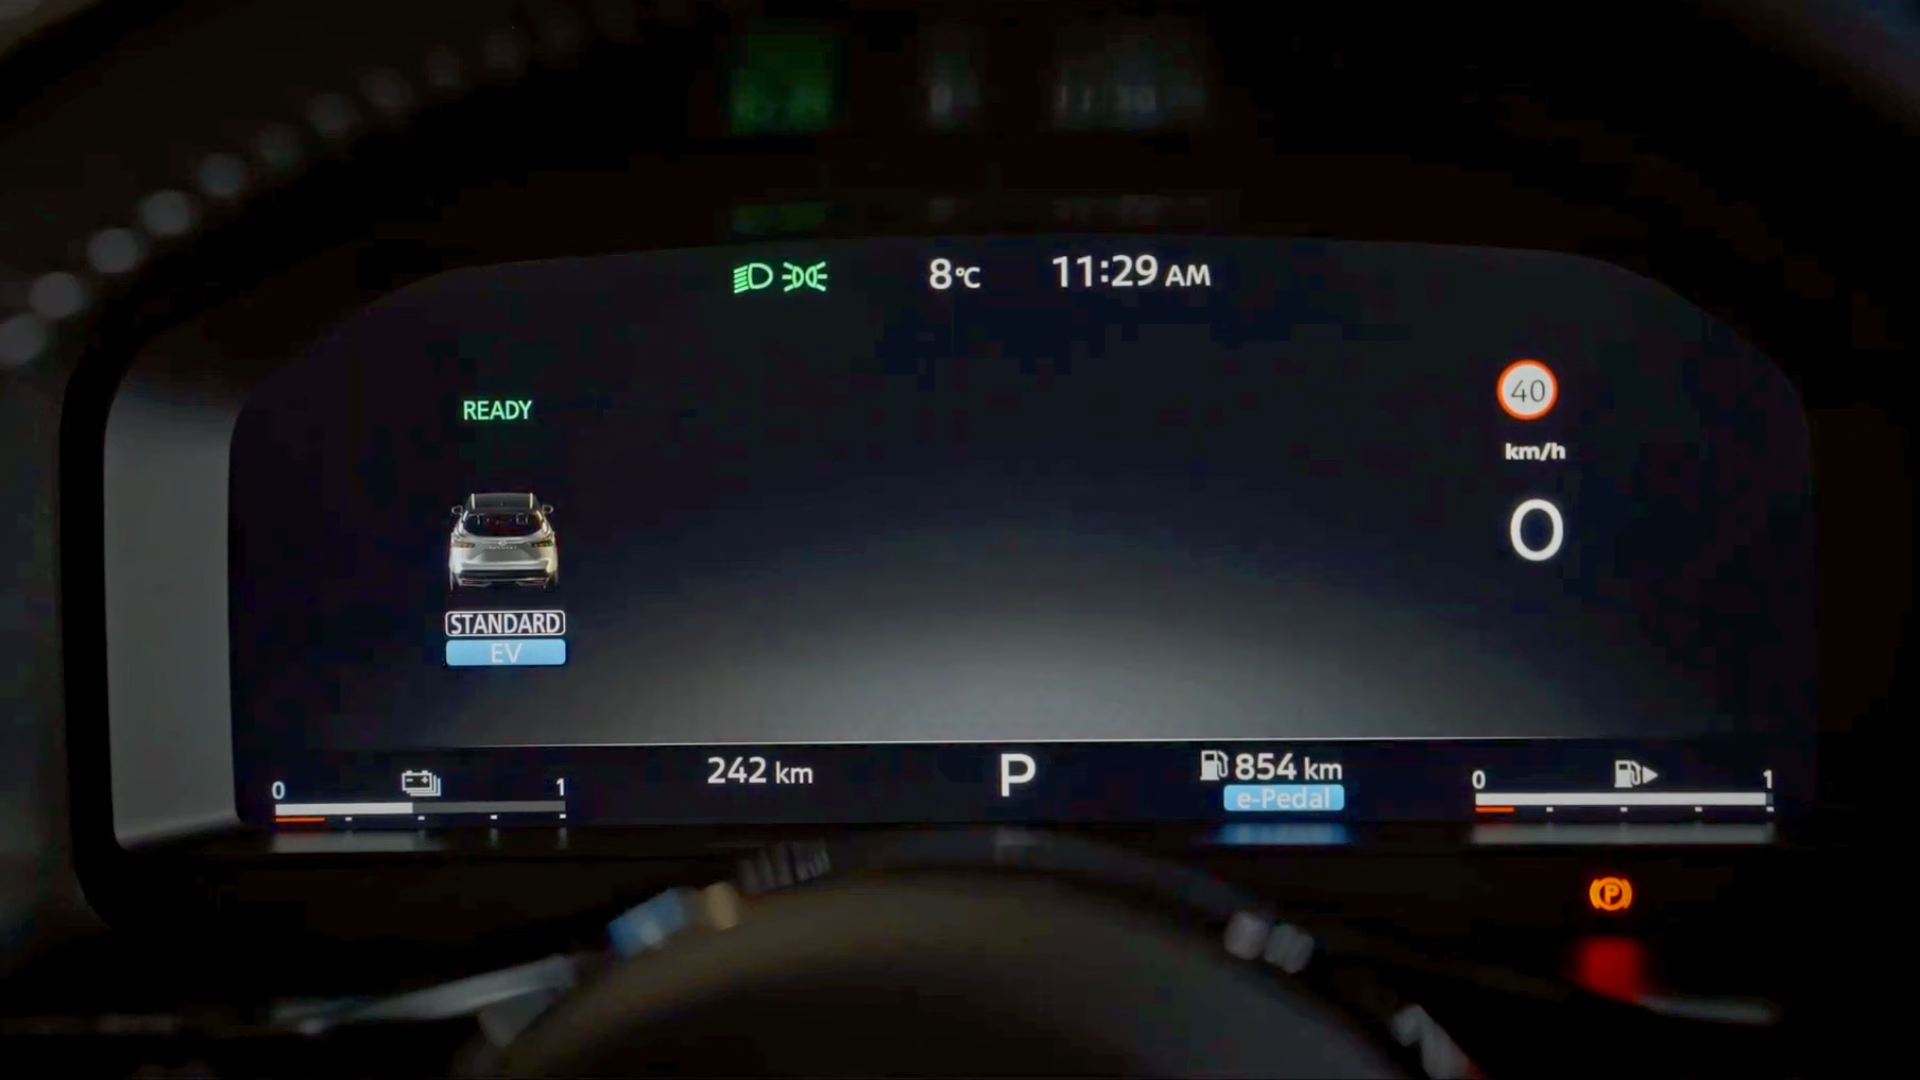 8°C 11:29 AM
READY
40
km/h
0
STANDARD
EV
242 km
P
854 km
e-Pedal
0 1
0 1
P